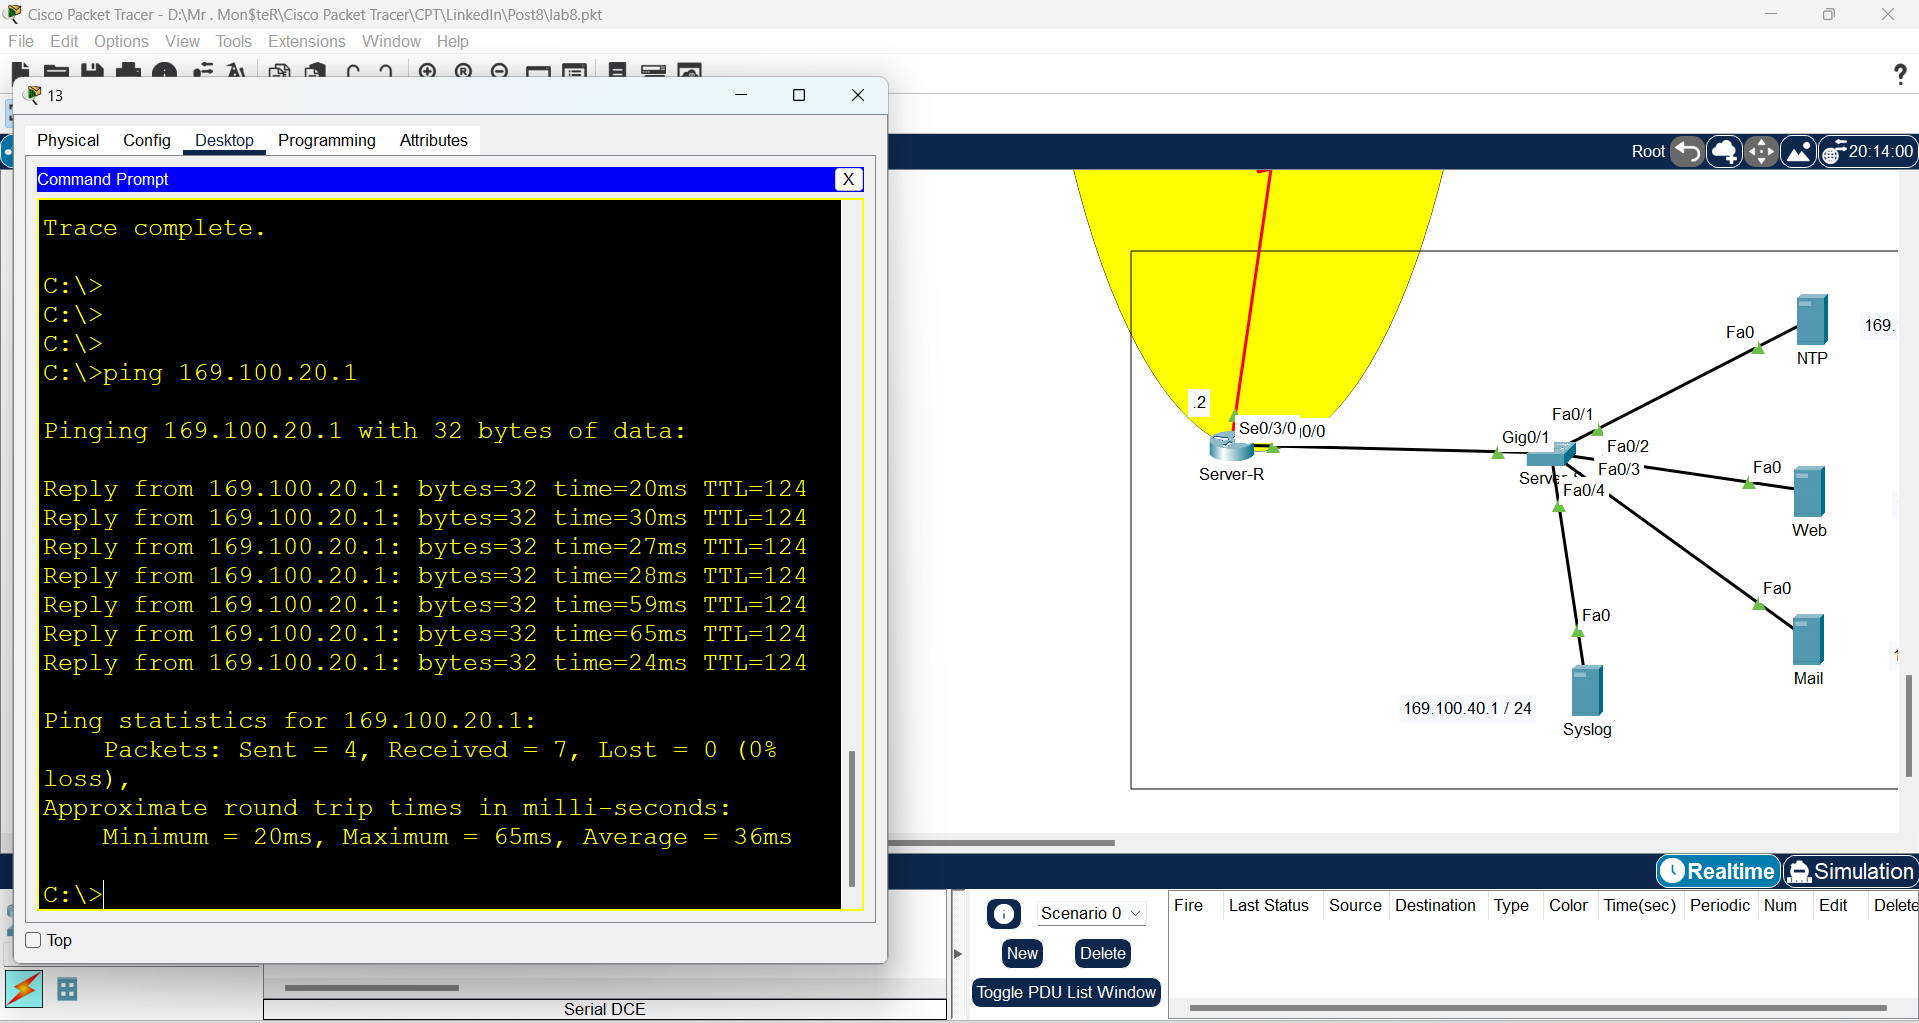 Cisco Packet Tracer - D:\Mr . Mon$teR\Cisco Packet Tracer\CPT\LinkedIn\Post8\lab8.pkt
File Edit Options View Tools Extensions Window Help
?
13
Physical Config Desktop Programming Attributes
Root 20:14:00
Command Prompt X
Trace complete.
C:\>
C:\>
C:\>
C:\>ping 169.100.20.1
Pinging 169.100.20.1 with 32 bytes of data:
Reply from 169.100.20.1: bytes=32 time=20ms TTL=124
Reply from 169.100.20.1: bytes=32 time=30ms TTL=124
Reply from 169.100.20.1: bytes=32 time=27ms TTL=124
Reply from 169.100.20.1: bytes=32 time=28ms TTL=124
Reply from 169.100.20.1: bytes=32 time=59ms TTL=124
Reply from 169.100.20.1: bytes=32 time=65ms TTL=124
Reply from 169.100.20.1: bytes=32 time=24ms TTL=124
Ping statistics for 169.100.20.1:
Packets: Sent = 4, Received = 7, Lost = 0 (0%
loss),
Approximate round trip times in milli-seconds:
Minimum = 20ms, Maximum = 65ms, Average = 36ms
C:\>
Top
Fa0
169.
NTP
.2
Se0/3/0
0/0
Server-R
Fa0/1
Gig0/1
Fa0/2
Fa0/3
Fa0/4
Fa0
Web
Fa0
Mail
Fa0
169.100.40.1 / 24
Syslog
Realtime Simulation
Scenario 0
New Delete
Toggle PDU List Window
Fire Last Status Source Destination Type Color Time(sec) Periodic Num Edit Delete
Serial DCE